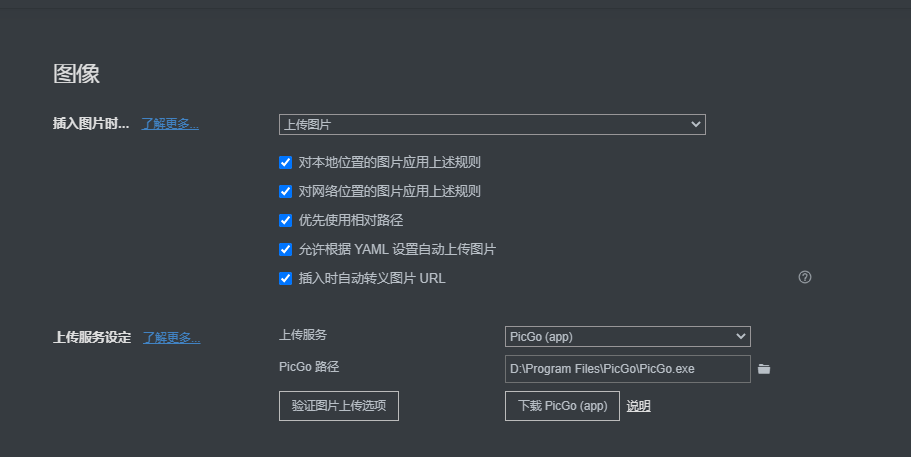 图像
插入图片时... 了解更多... 上传图片
对本地位置的图片应用上述规则
对网络位置的图片应用上述规则
优先使用相对路径
允许根据 YAML 设置自动上传图片
插入时自动转义图片 URL
上传服务设定 了解更多... 上传服务 PicGo (app)
PicGo 路径 D:\Program Files\PicGo\PicGo.exe
验证图片上传选项 下载 PicGo (app) 说明